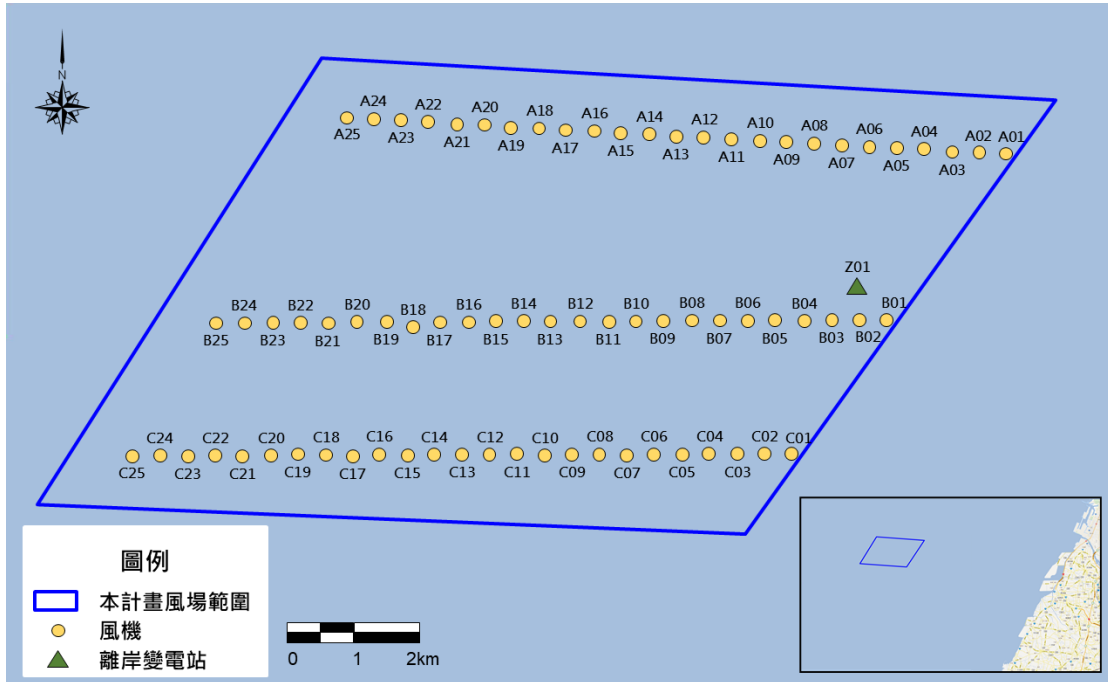 N
A24 A22 A20 A18 A16 A14 A12 A10 A08 A06 A04 A02 A01
A25 A23 A21 A19 A17 A15 A13 A11 A09 A07 A05 A03
Z01
B24 B22 B20 B18 B16 B14 B12 B10 B08 B06 B04 B01
B25 B23 B21 B19 B17 B15 B13 B11 B09 B07 B05 B03 B02
C24 C22 C20 C18 C16 C14 C12 C10 C08 C06 C04 C02 C01
C25 C23 C21 C19 C17 C15 C13 C11 C09 C07 C05 C03
圖例
本計畫風場範圍
風機
離岸變電站
0 1 2km